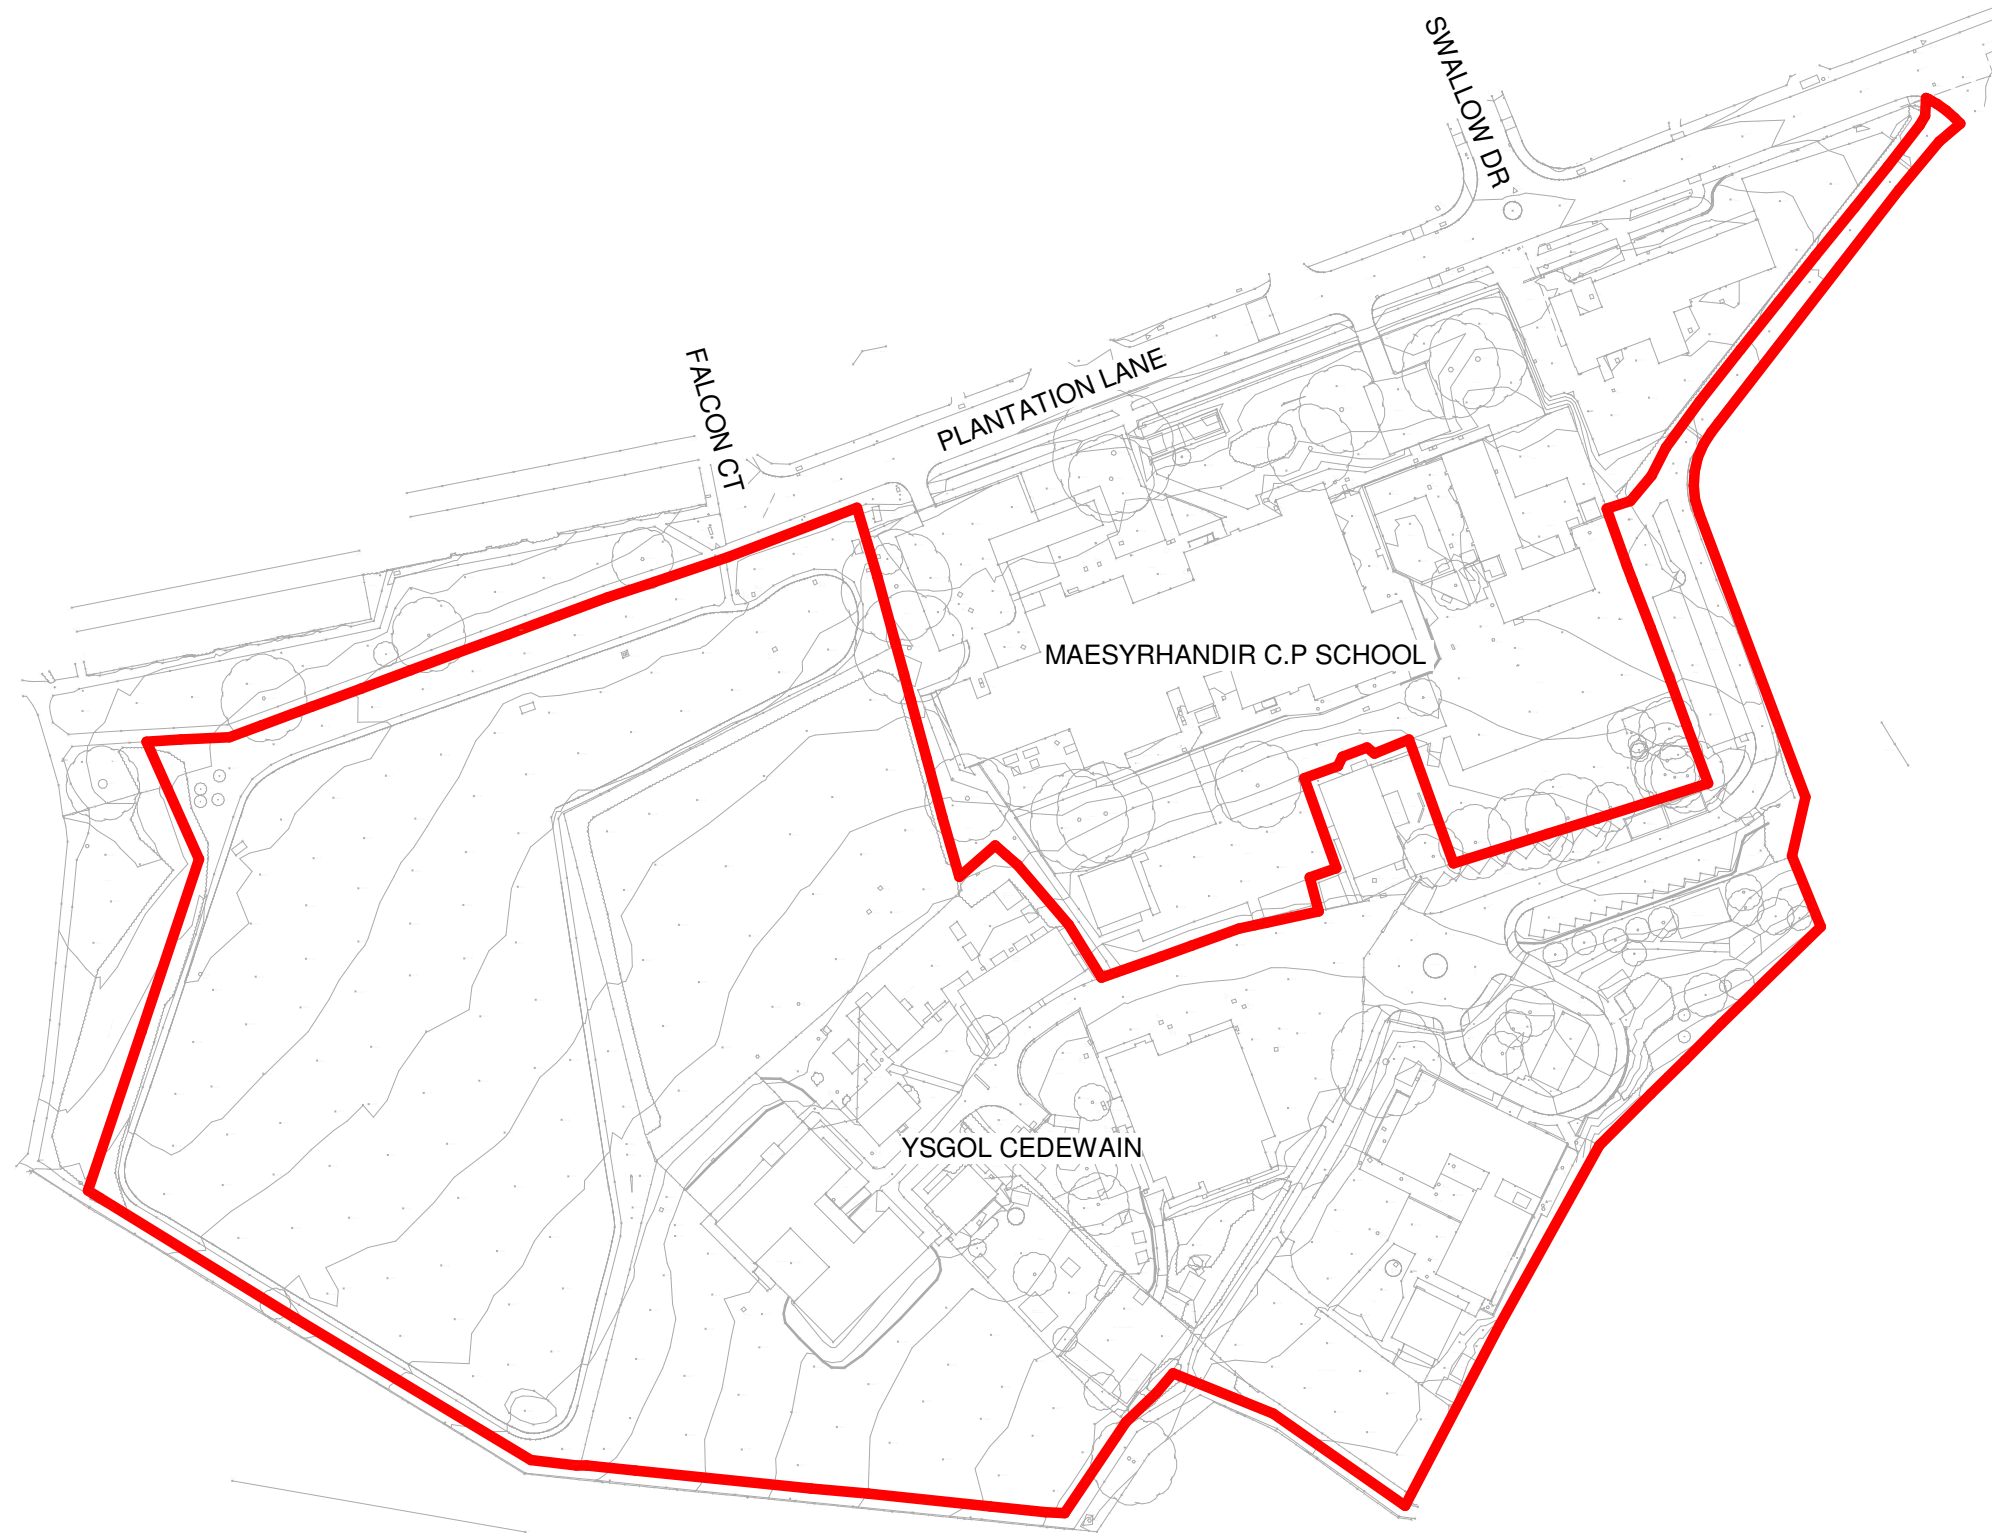 SWALLOW DR
FALCON CT
PLANTATION LANE
MAESYRHANDIR C.P SCHOOL
YSGOL CEDEWAIN